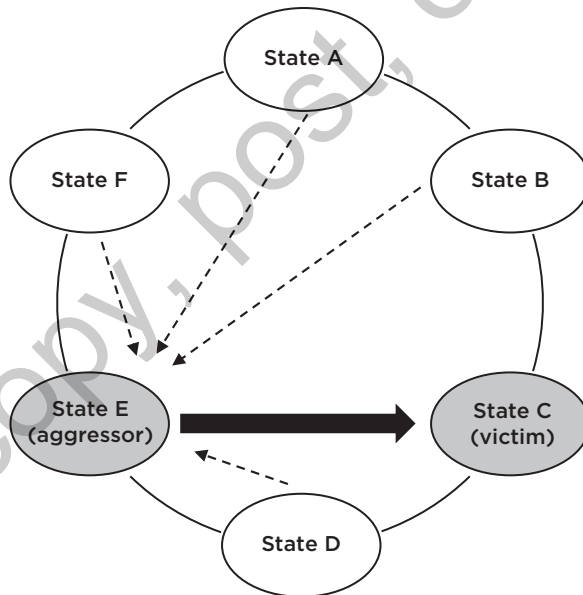 State A
State F
State B
State E
(aggressor)
State C
(victim)
State D
copy, post,